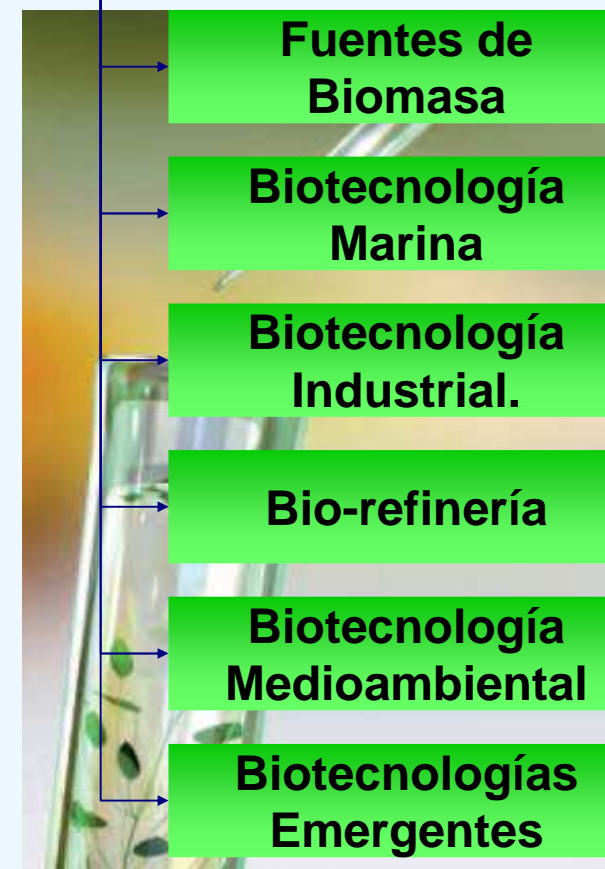 Fuentes de
Biomasa
Biotecnología
Marina
Biotecnología
Industrial.
Bio-refinería
Biotecnología
Medioambiental
Biotecnologías
Emergentes